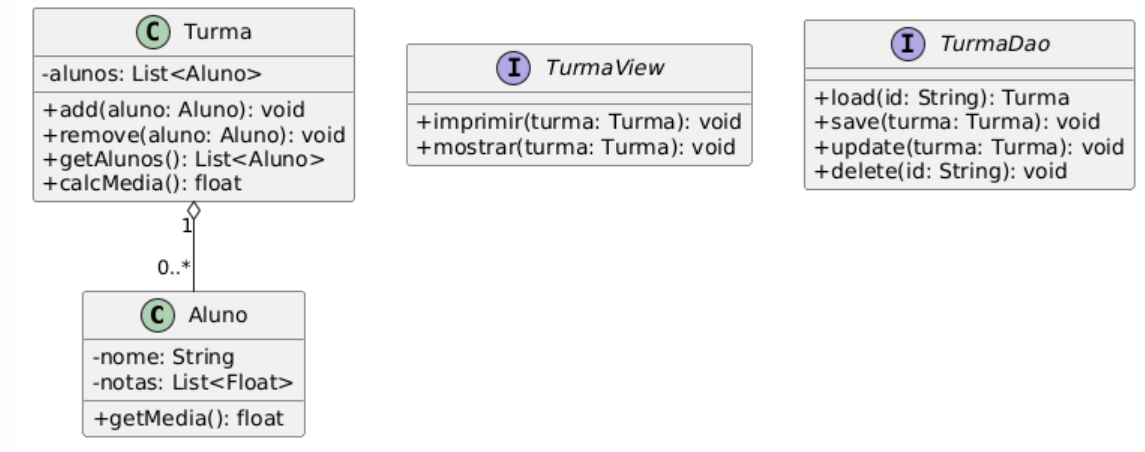 C Turma
-alunos: List<Aluno>
+add(aluno: Aluno): void
+remove(aluno: Aluno): void
+getAlunos(): List<Aluno>
+calcMedia(): float
1
0..*
C Aluno
-nome: String
-notas: List<Float>
+getMedia(): float
I TurmaView
+imprimir(turma: Turma): void
+mostrar(turma: Turma): void
I TurmaDao
+load(id: String): Turma
+save(turma: Turma): void
+update(turma: Turma): void
+delete(id: String): void